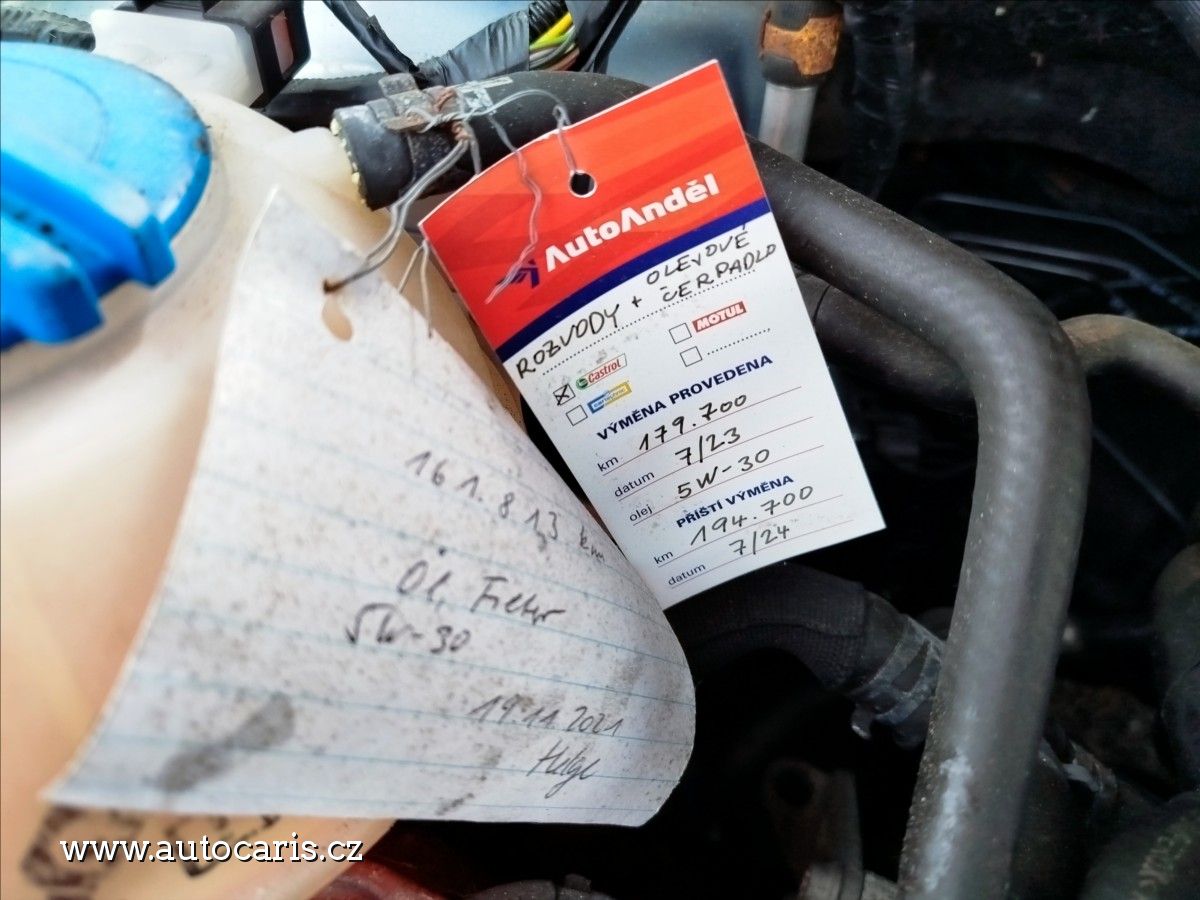 AutoAnděl
ROZVODY + OLEJOVÉ
ČERPADLO
Castrol
MOTUL
VÝMĚNA PROVEDENA
km 179.700
datum 7/23
olej 5W-30
PŘÍŠTÍ VÝMĚNA
km 194.700
datum 7/24
161.813 km
Öl, Filter
5W-30
19.11.2021
www.autocaris.cz